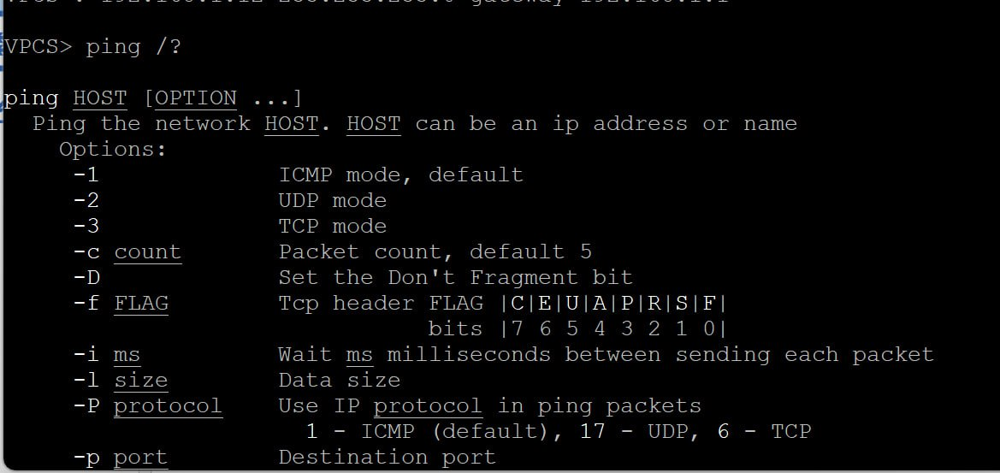 VPCS> ping /?
ping HOST [OPTION ...]
Ping the network HOST. HOST can be an ip address or name
Options:
-1 ICMP mode, default
-2 UDP mode
-3 TCP mode
-c count Packet count, default 5
-D Set the Don't Fragment bit
-f FLAG Tcp header FLAG |C|E|U|A|P|R|S|F|
bits |7 6 5 4 3 2 1 0|
-i ms Wait ms milliseconds between sending each packet
-l size Data size
-P protocol Use IP protocol in ping packets
1 - ICMP (default), 17 - UDP, 6 - TCP
-p port Destination port